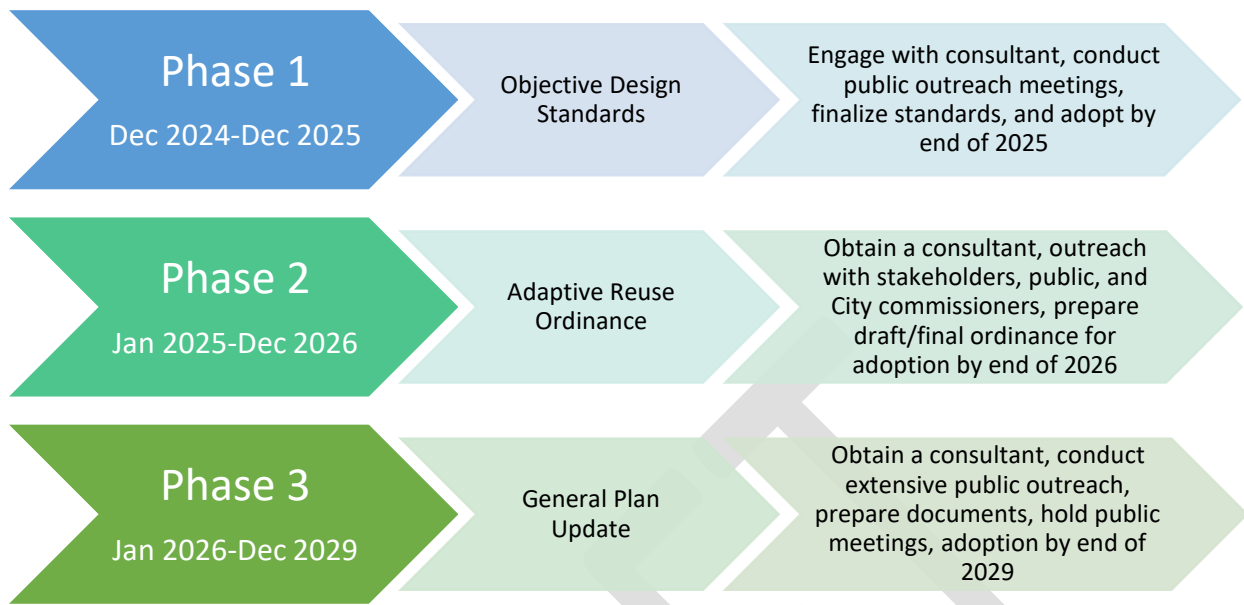 Phase 1
Dec 2024-Dec 2025
Objective Design
Standards
Engage with consultant, conduct
public outreach meetings,
finalize standards, and adopt by
end of 2025
Phase 2
Jan 2025-Dec 2026
Adaptive Reuse
Ordinance
Obtain a consultant, outreach
with stakeholders, public, and
City commissioners, prepare
draft/final ordinance for
adoption by end of 2026
Phase 3
Jan 2026-Dec 2029
General Plan
Update
Obtain a consultant, conduct
extensive public outreach,
prepare documents, hold public
meetings, adoption by end of
2029